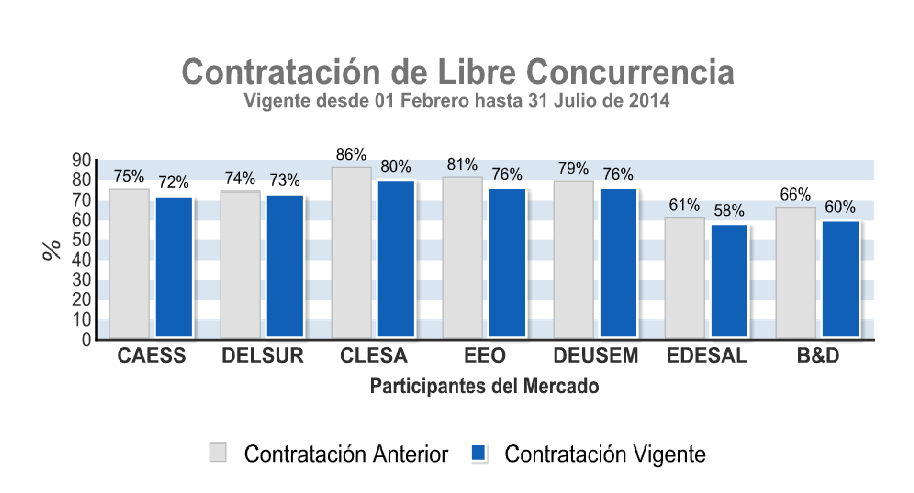 Contratación de Libre Concurrencia
Vigente desde 01 Febrero hasta 31 Julio de 2014
%
90
80
70
60
50
40
30
20
10
0
75%
72%
74%
73%
86%
80%
81%
76%
79%
76%
61%
58%
66%
60%
CAESS
DELSUR
CLESA
EEO
DEUSEM
EDESAL
B&D
Participantes del Mercado
Contratación Anterior
Contratación Vigente